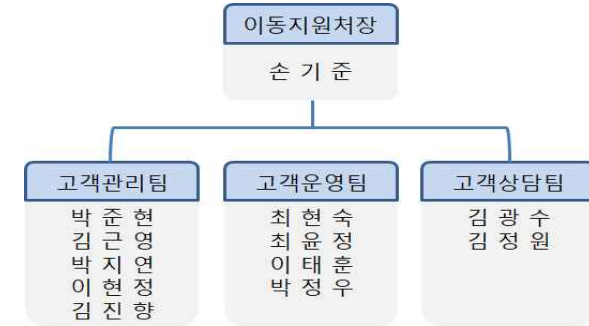 이동지원처장
손 기 준
고객관리팀
박 준 현
김 근 영
박 지 연
이 현 정
김 진 향
고객운영팀
최 현 숙
최 윤 정
이 태 훈
박 정 우
고객상담팀
김 광 수
김 정 원